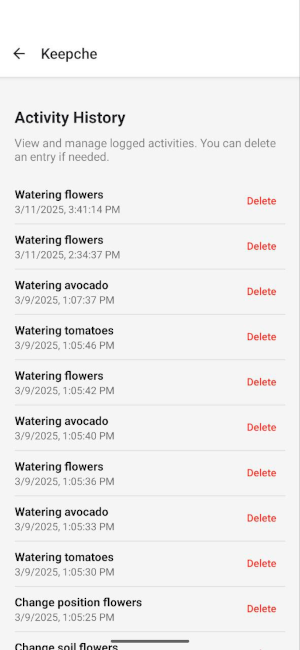 ← Keepche
Activity History
View and manage logged activities. You can delete
an entry if needed.
Watering flowers
3/11/2025, 3:41:14 PM
Delete
Watering flowers
3/11/2025, 2:34:37 PM
Delete
Watering avocado
3/9/2025, 1:07:37 PM
Delete
Watering tomatoes
3/9/2025, 1:05:46 PM
Delete
Watering flowers
3/9/2025, 1:05:42 PM
Delete
Watering avocado
3/9/2025, 1:05:40 PM
Delete
Watering flowers
3/9/2025, 1:05:36 PM
Delete
Watering avocado
3/9/2025, 1:05:33 PM
Delete
Watering tomatoes
3/9/2025, 1:05:30 PM
Delete
Change position flowers
3/9/2025, 1:05:25 PM
Delete
Change soil flowers